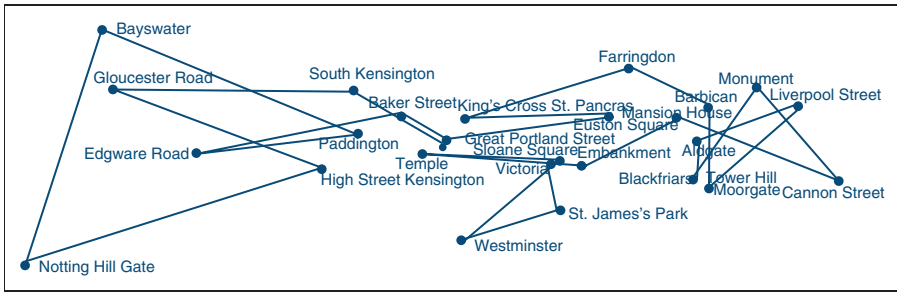 Bayswater
Farringdon
South Kensington
Gloucester Road
Monument
Liverpool Street
Barbican
Baker Street
King's Cross St. Pancras
Mansion House
Euston Square
Great Portland Street
Paddington
Edgware Road
Sloane Square
Embankment
Aldgate
Temple
Victoria
High Street Kensington
Blackfriars
Tower Hill
Moorgate
Cannon Street
St. James's Park
Westminster
Notting Hill Gate